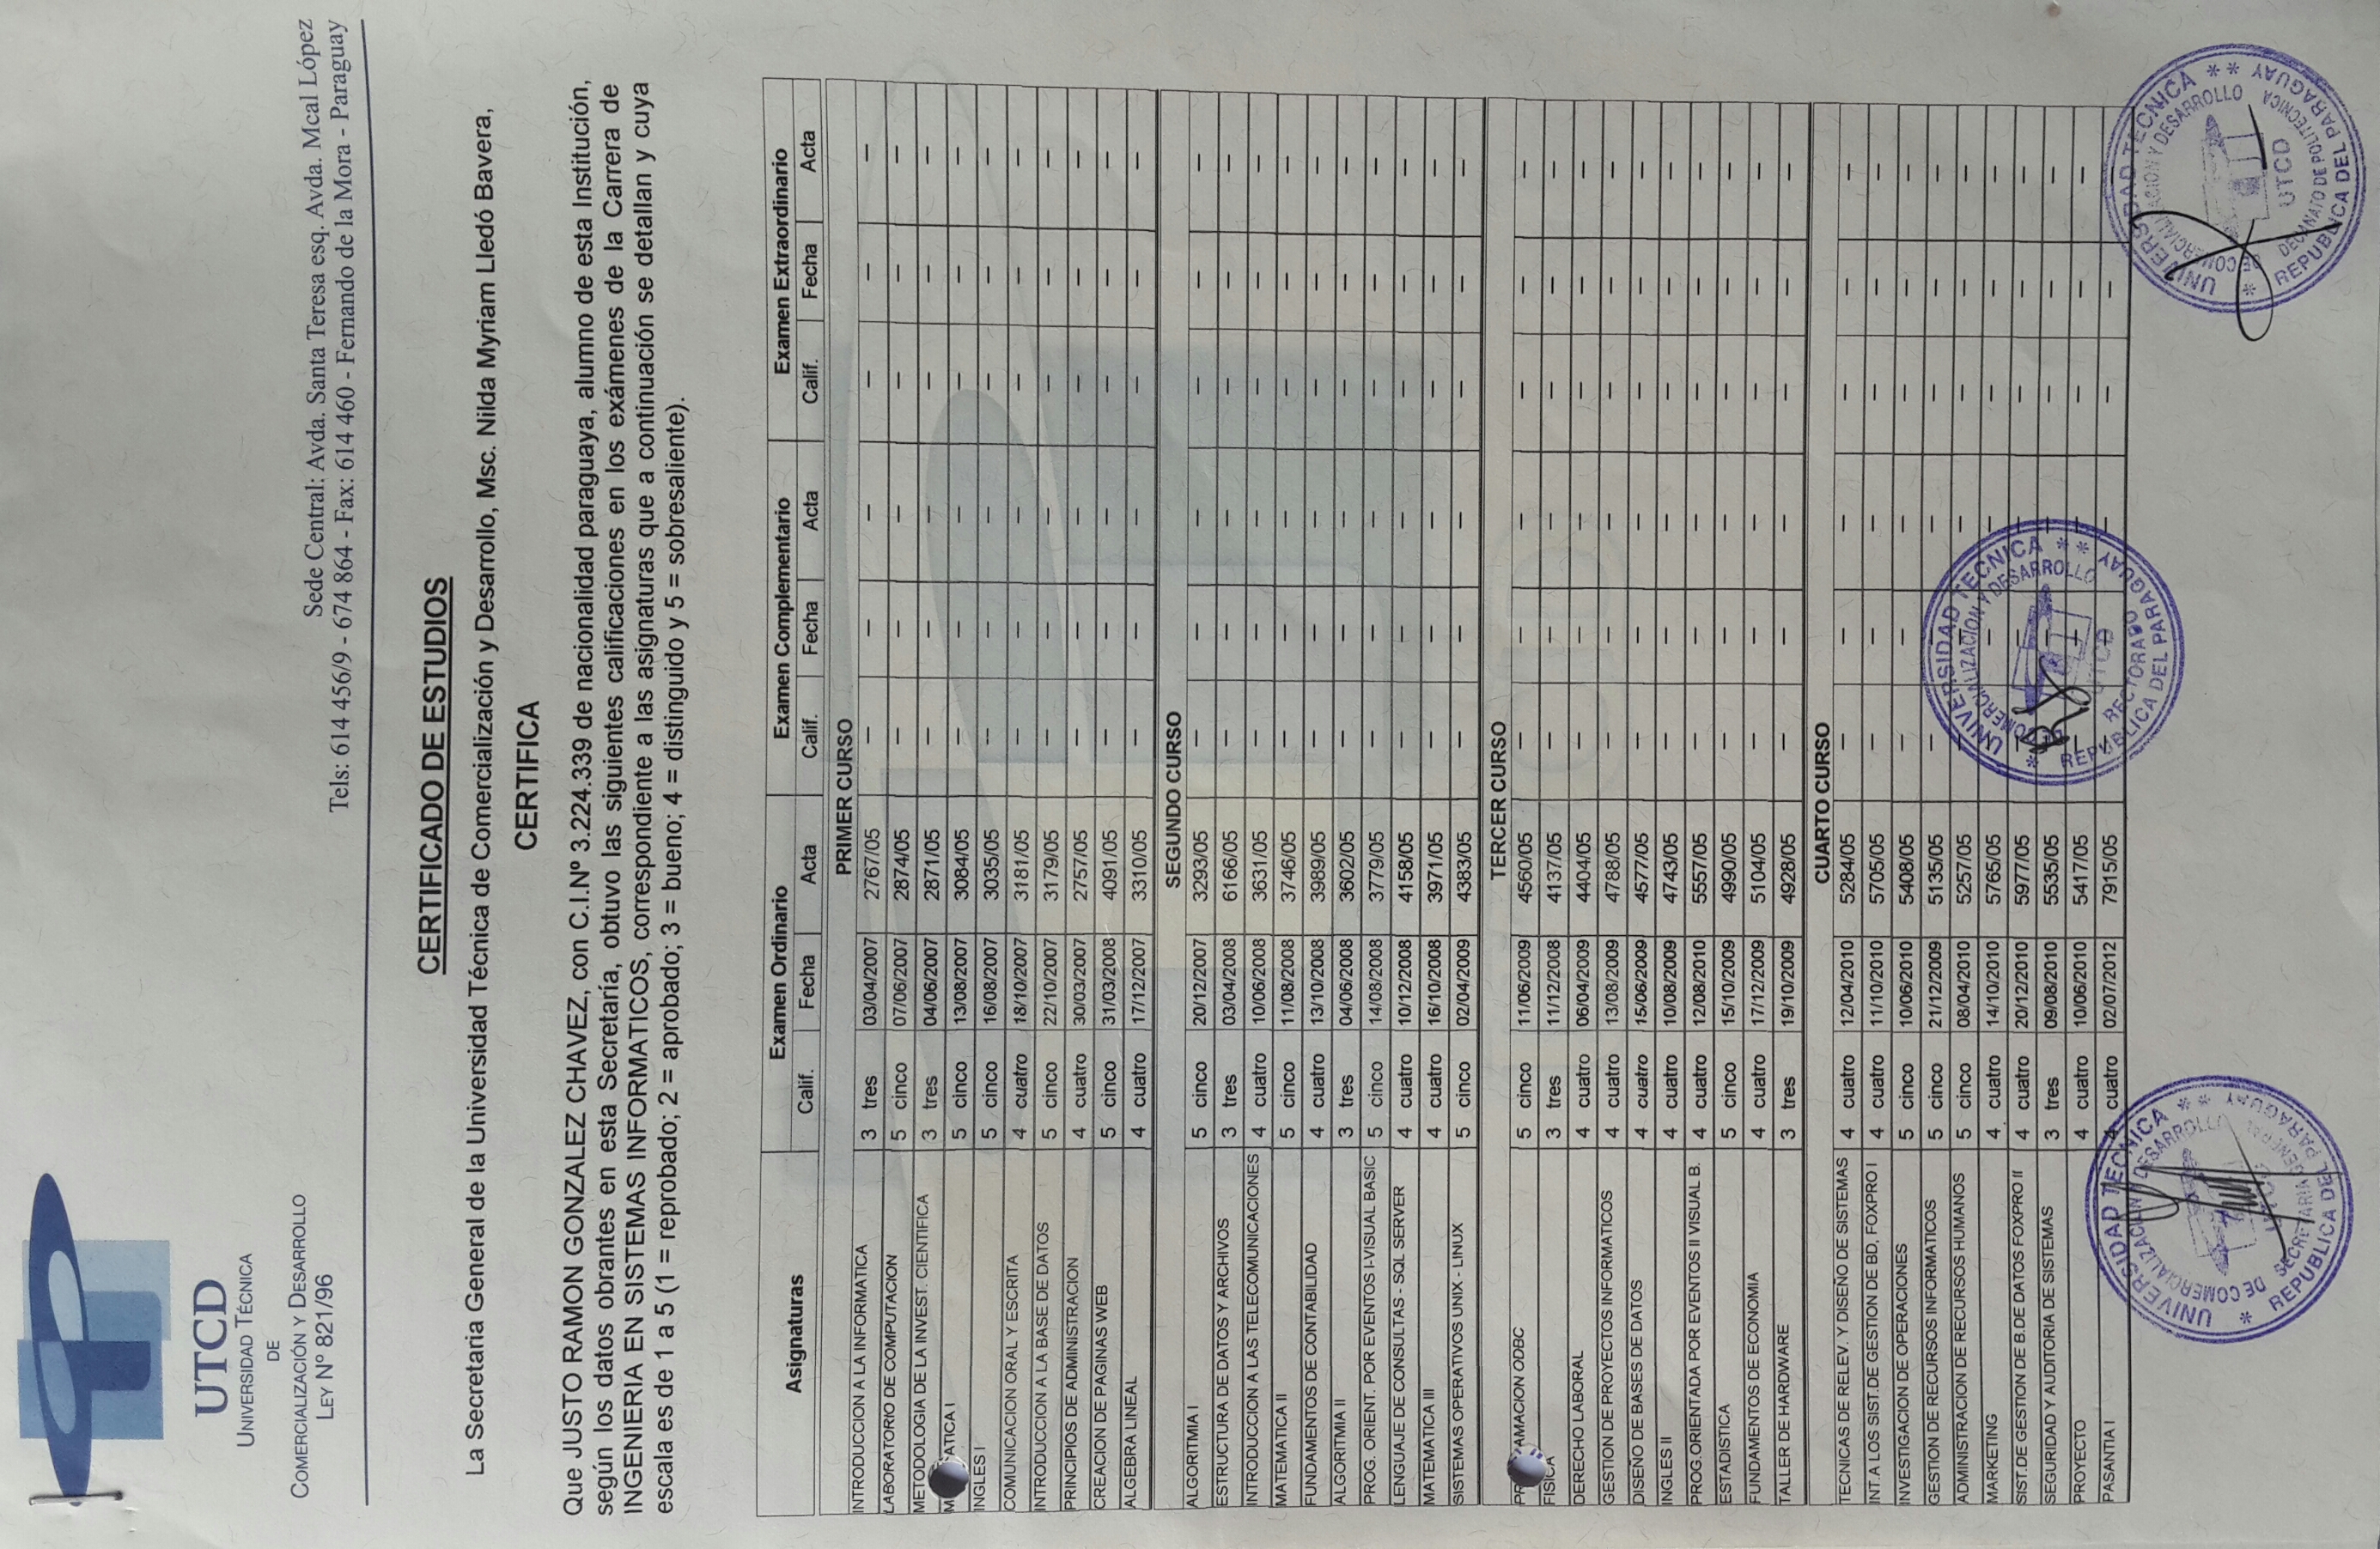 UTCD
UNIVERSIDAD TÉCNICA
DE
COMERCIALIZACIÓN Y DESARROLLO
LEY Nº 821/96
Sede Central: Avda. Santa Teresa esq. Avda. Mcal López
Tels: 614 456/9 - 674 864 - Fax: 614 460 - Fernando de la Mora - Paraguay
CERTIFICADO DE ESTUDIOS
La Secretaria General de la Universidad Técnica de Comercialización y Desarrollo, Msc. Nilda Myriam Lledó Bavera,
CERTIFICA
Que JUSTO RAMON GONZALEZ CHAVEZ, con C.I.Nº 3.224.339 de nacionalidad paraguaya, alumno de esta Institución,
según los datos obrantes en esta Secretaría, obtuvo las siguientes calificaciones en los exámenes de la Carrera de
INGENIERIA EN SISTEMAS INFORMATICOS, correspondiente a las asignaturas que a continuación se detallan y cuya
escala es de 1 a 5 (1 = reprobado; 2 = aprobado; 3 = bueno; 4 = distinguido y 5 = sobresaliente).
Asignaturas Examen Ordinario Examen Complementario Examen Extraordinario
Calif. Fecha Acta Calif. Fecha Acta Calif. Fecha Acta
PRIMER CURSO
INTRODUCCION A LA INFORMATICA 3 tres 03/04/2007 2767/05 — — — — — —
LABORATORIO DE COMPUTACION 5 cinco 07/06/2007 2874/05 — — — — — —
METODOLOGIA DE LA INVEST. CIENTIFICA 3 tres 04/06/2007 2871/05 — — — — — —
M ATICA I 5 cinco 13/08/2007 3084/05 — — — — — —
INGLES I 5 cinco 16/08/2007 3035/05 — — — — — —
COMUNICACION ORAL Y ESCRITA 4 cuatro 18/10/2007 3181/05 — — — — — —
INTRODUCCION A LA BASE DE DATOS 5 cinco 22/10/2007 3179/05 — — — — — —
PRINCIPIOS DE ADMINISTRACION 4 cuatro 30/03/2007 2757/05 — — — — — —
CREACION DE PAGINAS WEB 5 cinco 31/03/2008 4091/05 — — — — — —
ALGEBRA LINEAL 4 cuatro 17/12/2007 3310/05 — — — — — —
SEGUNDO CURSO
ALGORITMIA I 5 cinco 20/12/2007 3293/05 — — — — — —
ESTRUCTURA DE DATOS Y ARCHIVOS 3 tres 03/04/2008 6166/05 — — — — — —
INTRODUCCION A LAS TELECOMUNICACIONES 4 cuatro 10/06/2008 3631/05 — — — — — —
MATEMATICA II 5 cinco 11/08/2008 3746/05 — — — — — —
FUNDAMENTOS DE CONTABILIDAD 4 cuatro 13/10/2008 3989/05 — — — — — —
ALGORITMIA II 3 tres 04/06/2008 3602/05 — — — — — —
PROG. ORIENT. POR EVENTOS I-VISUAL BASIC 5 cinco 14/08/2008 3779/05 — — — — — —
LENGUAJE DE CONSULTAS - SQL SERVER 4 cuatro 10/12/2008 4158/05 — — — — — —
MATEMATICA III 4 cuatro 16/10/2008 3971/05 — — — — — —
SISTEMAS OPERATIVOS UNIX - LINUX 5 cinco 02/04/2009 4383/05 — — — — — —
TERCER CURSO
PR AMACION ODBC 5 cinco 11/06/2009 4560/05 — — — — — —
FISICA 3 tres 11/12/2008 4137/05 — — — — — —
DERECHO LABORAL 4 cuatro 06/04/2009 4404/05 — — — — — —
GESTION DE PROYECTOS INFORMATICOS 4 cuatro 13/08/2009 4788/05 — — — — — —
DISEÑO DE BASES DE DATOS 4 cuatro 15/06/2009 4577/05 — — — — — —
INGLES II 4 cuatro 10/08/2009 4743/05 — — — — — —
PROG.ORIENTADA POR EVENTOS II VISUAL B. 4 cuatro 12/08/2010 5557/05 — — — — — —
ESTADISTICA 5 cinco 15/10/2009 4990/05 — — — — — —
FUNDAMENTOS DE ECONOMIA 4 cuatro 17/12/2009 5104/05 — — — — — —
TALLER DE HARDWARE 3 tres 19/10/2009 4928/05 — — — — — —
CUARTO CURSO
TECNICAS DE RELEV. Y DISEÑO DE SISTEMAS 4 cuatro 12/04/2010 5284/05 — — — — — —
INT.A LOS SIST.DE GESTION DE BD, FOXPRO I 4 cuatro 11/10/2010 5705/05 — — — — — —
INVESTIGACION DE OPERACIONES 5 cinco 10/06/2010 5408/05 — — — — — —
GESTION DE RECURSOS INFORMATICOS 5 cinco 21/12/2009 5135/05 — — — — — —
ADMINISTRACION DE RECURSOS HUMANOS 5 cinco 08/04/2010 5257/05 — — — — — —
MARKETING 4 cuatro 14/10/2010 5765/05 — — — — —
SIST.DE GESTION DE B.DE DATOS FOXPRO II 4 cuatro 20/12/2010 5977/05 — — — — —
SEGURIDAD Y AUDITORIA DE SISTEMAS 3 tres 09/08/2010 5535/05 — — — —
PROYECTO 4 cuatro 10/06/2010 5417/05 — — — — —
PASANTIA I 4 cuatro 02/07/2012 7915/05 — — — — —
UNIVERSIDAD TECNICA
DE COMERCIALIZACION Y DESARROLLO
UTCD
RECTORADO
REPUBLICA DEL PARAGUAY
UNIVERSIDAD TECNICA
DE COMERCIALIZACION Y DESARROLLO
UTCD
SECRETARIA GENERAL
REPUBLICA DEL PARAGUAY
UNIVERSIDAD TECNICA
DE COMERCIALIZACION Y DESARROLLO
UTCD
DECANATO DE POLITECNICA
REPUBLICA DEL PARAGUAY